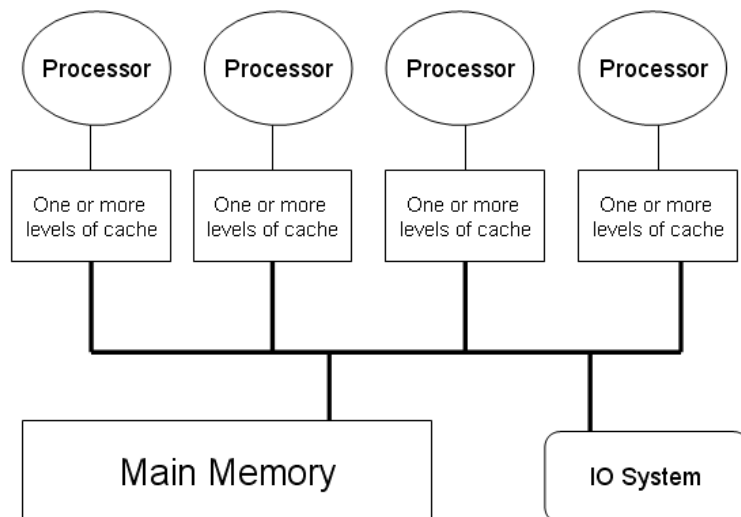 Processor Processor Processor Processor
One or more One or more One or more One or more
levels of cache levels of cache levels of cache levels of cache
Main Memory
IO System